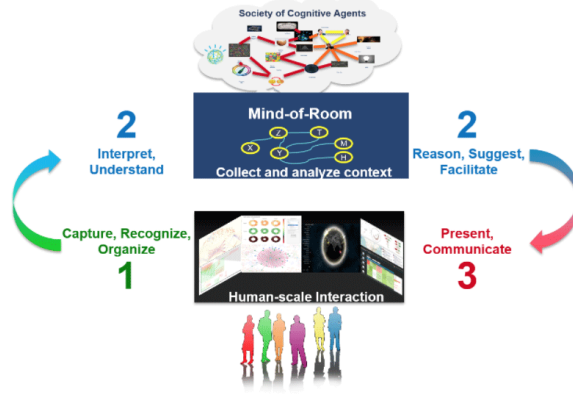 Society of Cognitive Agents
Mind-of-Room
Z
T
X
Y
M
H
Collect and analyze context
2
Interpret,
Understand
2
Reason, Suggest,
Facilitate
Capture, Recognize,
Organize
1
Present,
Communicate
3
Human-scale Interaction